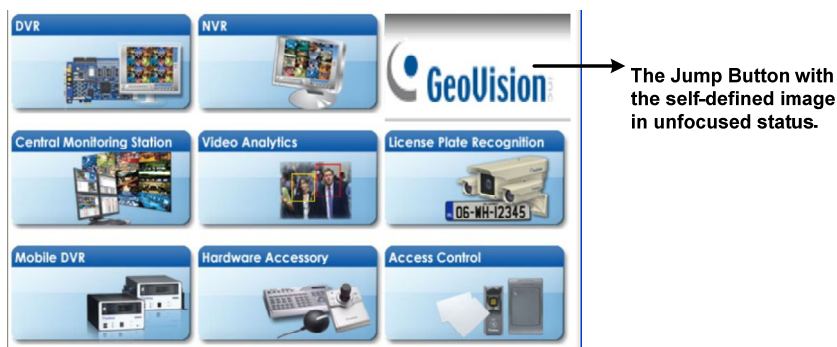 DVR
NVR
GeoVision
The Jump Button with
the self-defined image
in unfocused status.
Central Monitoring Station
Video Analytics
License Plate Recognition
06-WH-12345
Mobile DVR
Hardware Accessory
Access Control